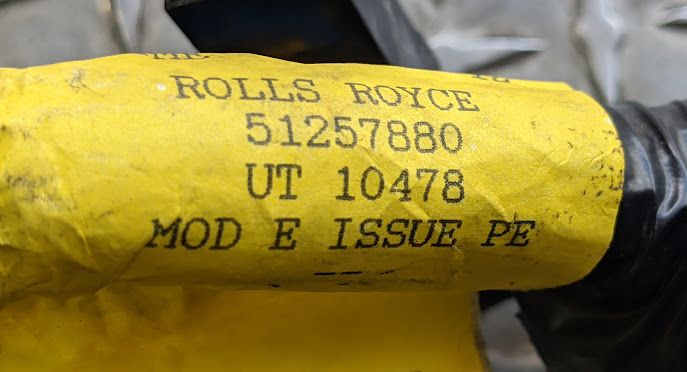 ROLLS ROYCE
51257880
UT 10478
MOD E ISSUE PE
--